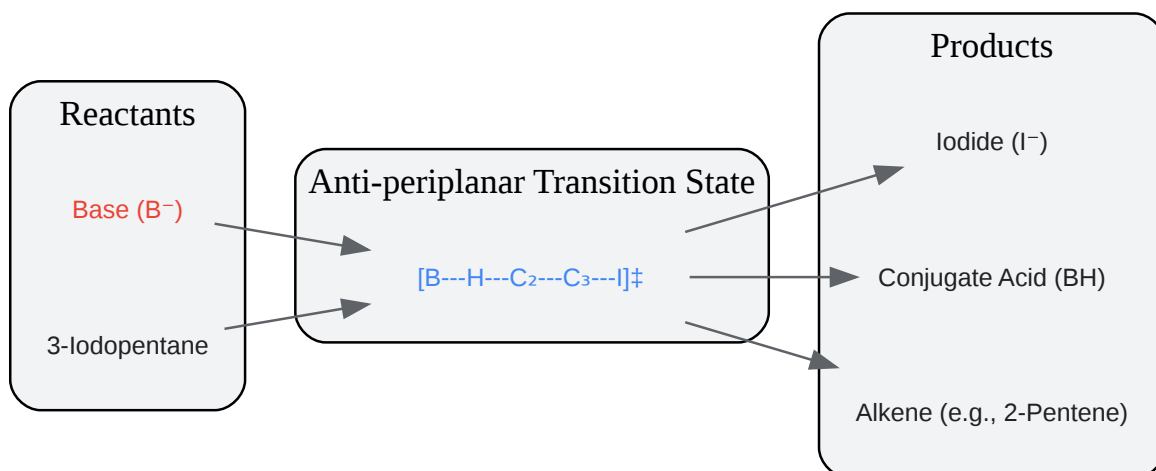 Reactants
Base (B⁻)
3-Iodopentane
Anti-periplanar Transition State
[B---H---C₂---C₃---I]‡
Products
Iodide (I⁻)
Conjugate Acid (BH)
Alkene (e.g., 2-Pentene)